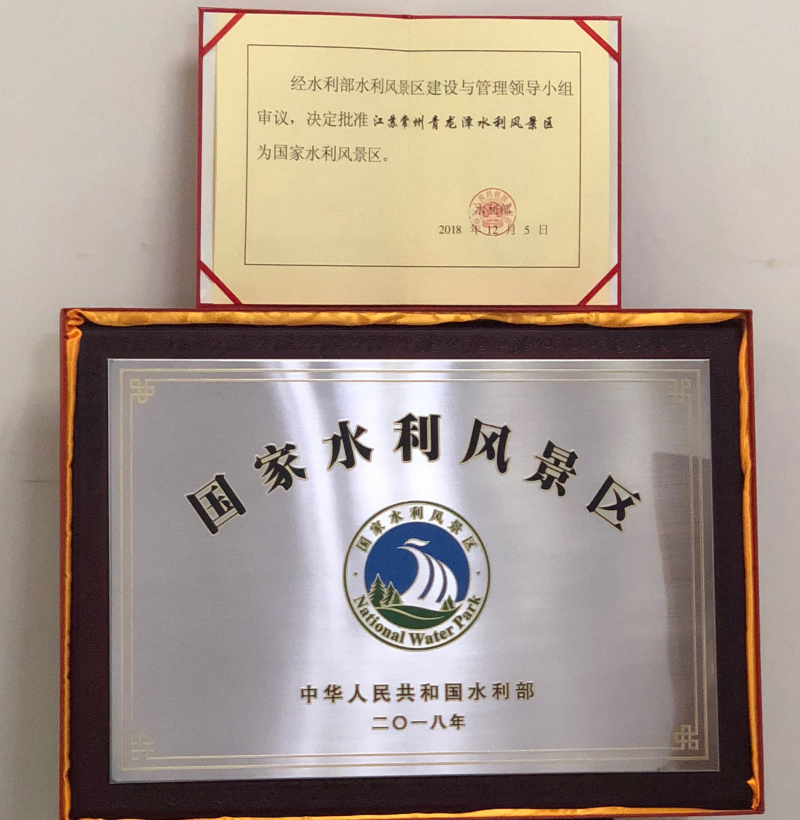 经水利部水利风景区建设与管理领导小组
审议，决定批准江苏常州青龙潭水利风景区
为国家水利风景区。
水利部
2018 年 12 月 5 日
国家水利风景区
国家水利风景区
National Water Park
中华人民共和国水利部
二〇一八年